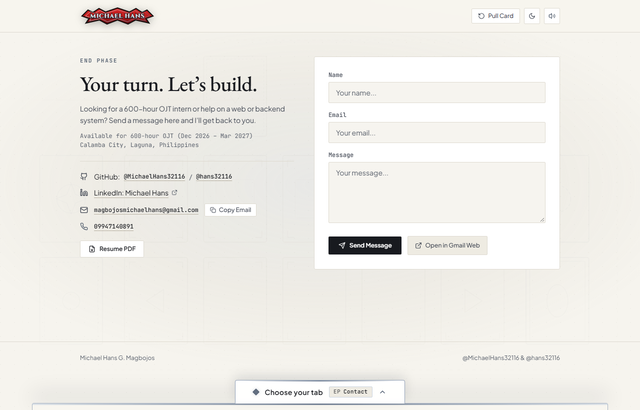 MICHAEL HANS
Pull Card
END PHASE
Your turn. Let's build.
Looking for a 600-hour OJT intern or help on a web or backend
system? Send a message here and I'll get back to you.
Available for 600-hour OJT (Dec 2026 – Mar 2027)
Calamba City, Laguna, Philippines
GitHub: @MichaelHans32116 / @hans32116
LinkedIn: Michael Hans
magbojosmichaelhans@gmail.com
Copy Email
09947140891
Resume PDF
Name
Your name...
Email
Your email...
Message
Your message...
Send Message
Open in Gmail Web
Michael Hans G. Magbojos
@MichaelHans32116 & @hans32116
Choose your tab
EP Contact